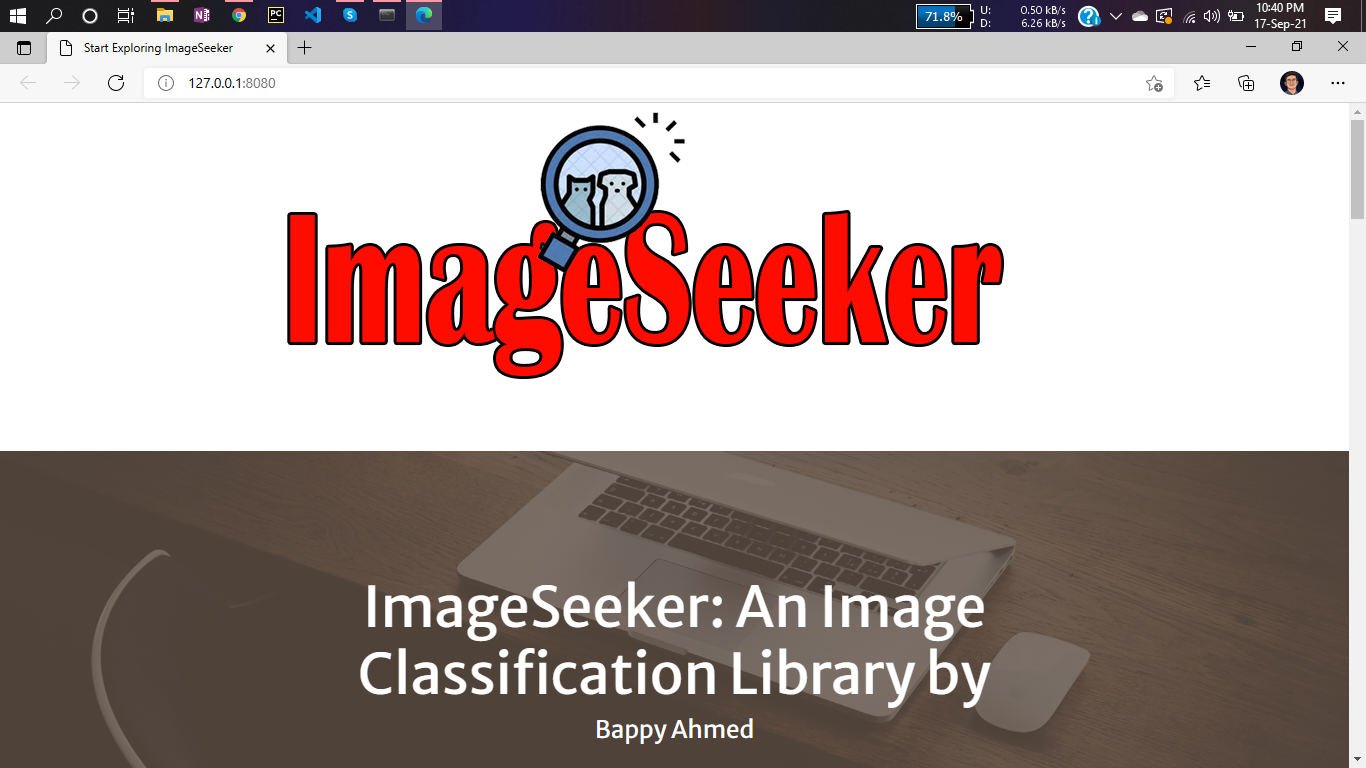 71.8%
U: 0.50 kB/s
D: 6.26 kB/s
10:40 PM
17-Sep-21
Start Exploring ImageSeeker
127.0.0.1:8080
ImageSeeker
ImageSeeker: An Image
Classification Library by
Bappy Ahmed